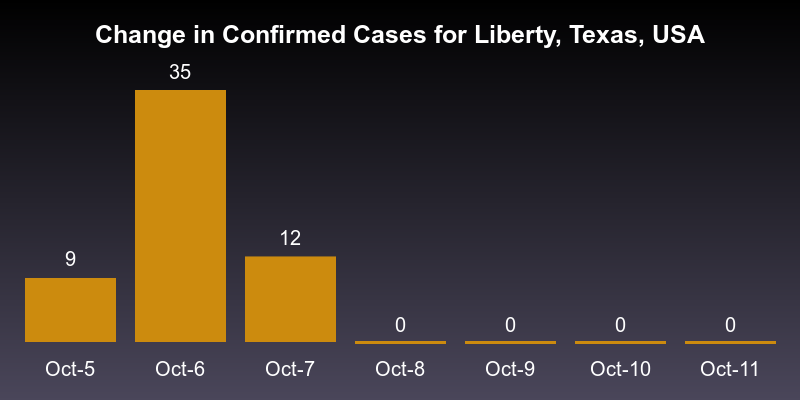 Change in Confirmed Cases for Liberty, Texas, USA
35
12
9
0 0 0 0
Oct-5 Oct-6 Oct-7 Oct-8 Oct-9 Oct-10 Oct-11